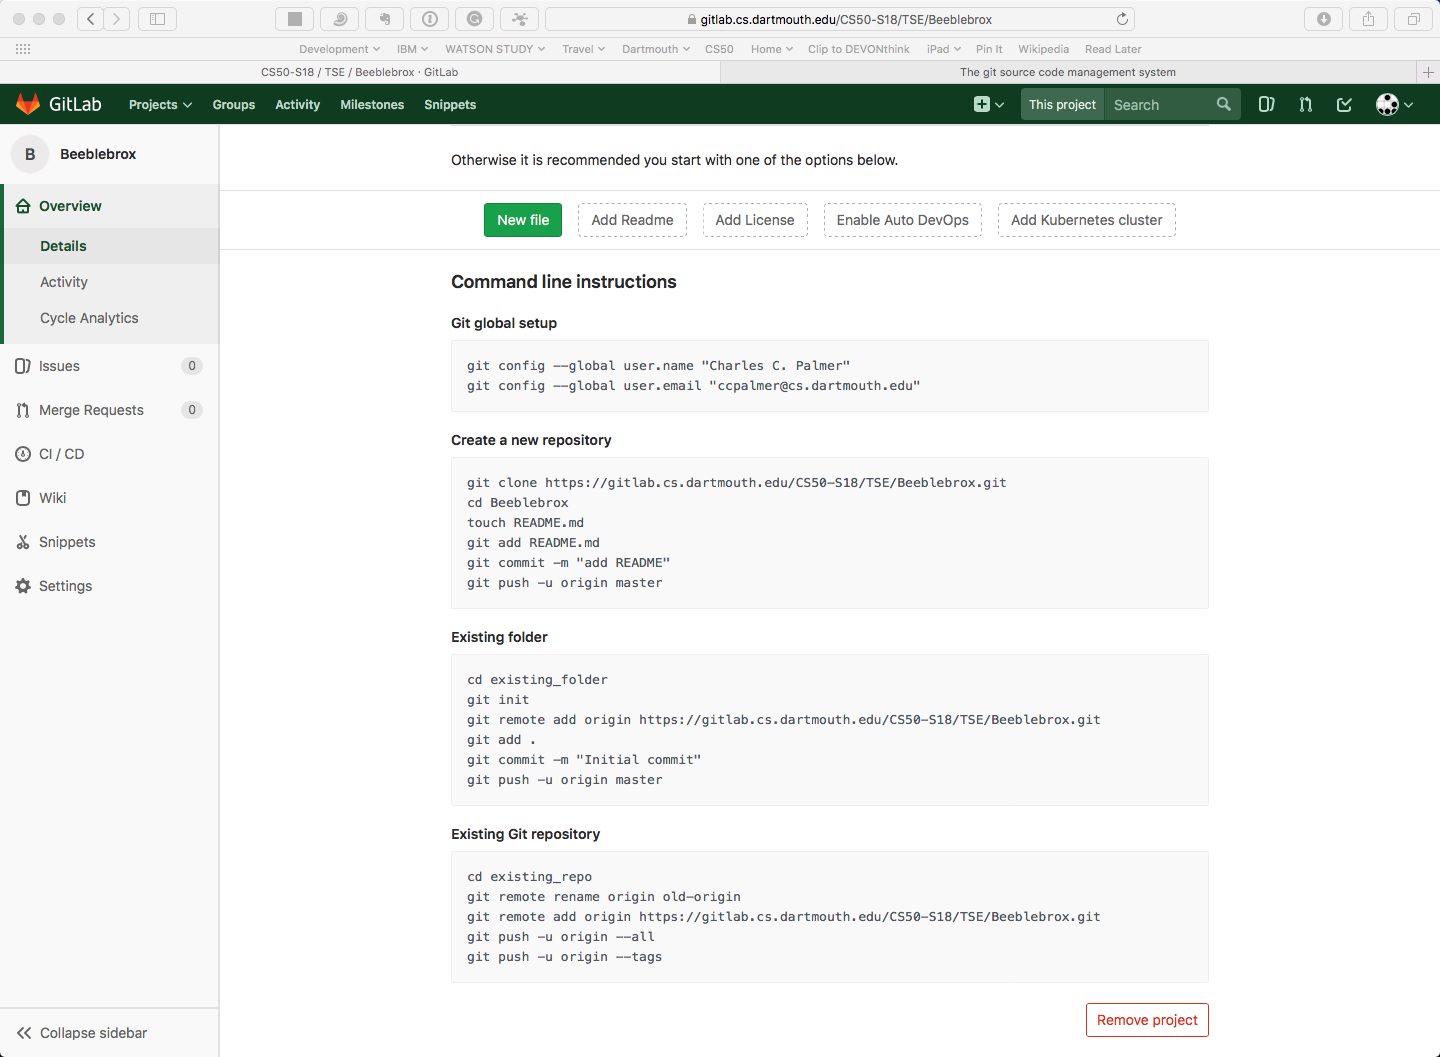 gitlab.cs.dartmouth.edu/CS50-S18/TSE/Beeblebrox
Development IBM WATSON STUDY Travel Dartmouth CS50 Home Clip to DEVONthink iPad Pin It Wikipedia Read Later
CS50-S18 / TSE / Beeblebrox · GitLab
The git source code management system
GitLab Projects Groups Activity Milestones Snippets This project Search
B Beeblebrox
Overview
Details
Activity
Cycle Analytics
Issues 0
Merge Requests 0
CI / CD
Wiki
Snippets
Settings
Collapse sidebar
Otherwise it is recommended you start with one of the options below.
New file Add Readme Add License Enable Auto DevOps Add Kubernetes cluster
Command line instructions
Git global setup
git config --global user.name "Charles C. Palmer"
git config --global user.email "ccpalmer@cs.dartmouth.edu"
Create a new repository
git clone https://gitlab.cs.dartmouth.edu/CS50-S18/TSE/Beeblebrox.git
cd Beeblebrox
touch README.md
git add README.md
git commit -m "add README"
git push -u origin master
Existing folder
cd existing_folder
git init
git remote add origin https://gitlab.cs.dartmouth.edu/CS50-S18/TSE/Beeblebrox.git
git add .
git commit -m "Initial commit"
git push -u origin master
Existing Git repository
cd existing_repo
git remote rename origin old-origin
git remote add origin https://gitlab.cs.dartmouth.edu/CS50-S18/TSE/Beeblebrox.git
git push -u origin --all
git push -u origin --tags
Remove project